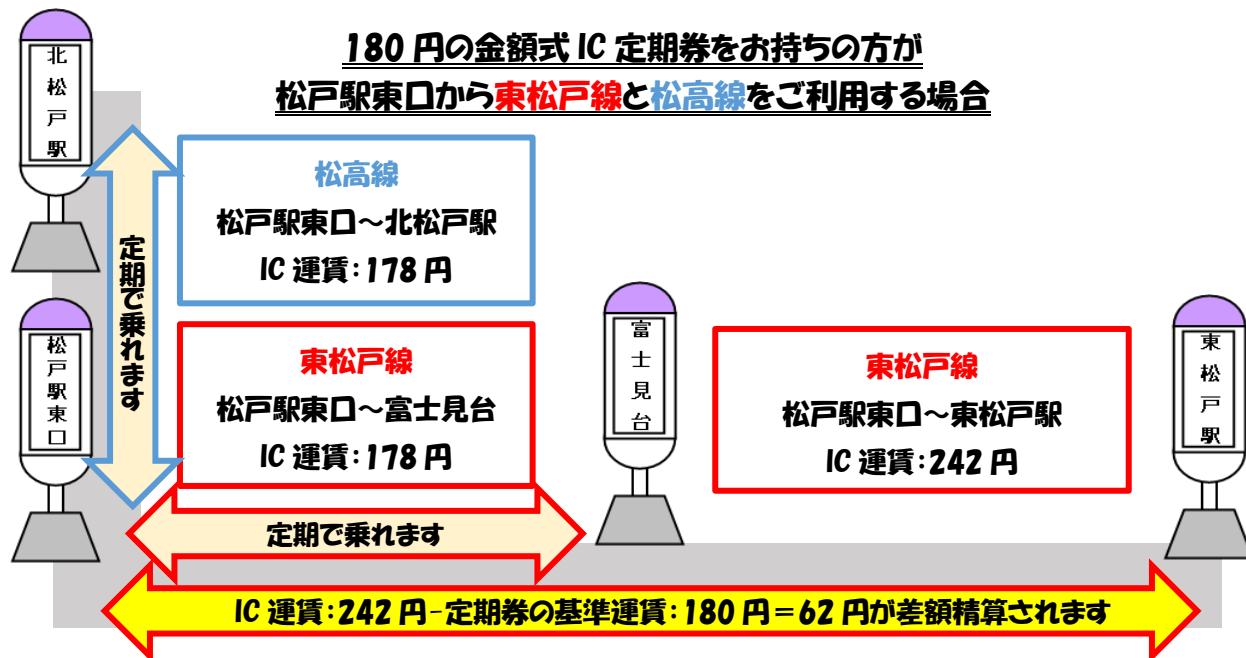 180円の金額式IC定期券をお持ちの方が
松戸駅東口から東松戸線と松高線をご利用する場合
北松戸駅
松高線
松戸駅東口～北松戸駅
IC運賃：178円
定期で乗れます
松戸駅東口
東松戸線
松戸駅東口～富士見台
IC運賃：178円
富士見台
東松戸線
松戸駅東口～東松戸駅
IC運賃：242円
東松戸駅
定期で乗れます
IC運賃：242円－定期券の基準運賃：180円＝62円が差額精算されます